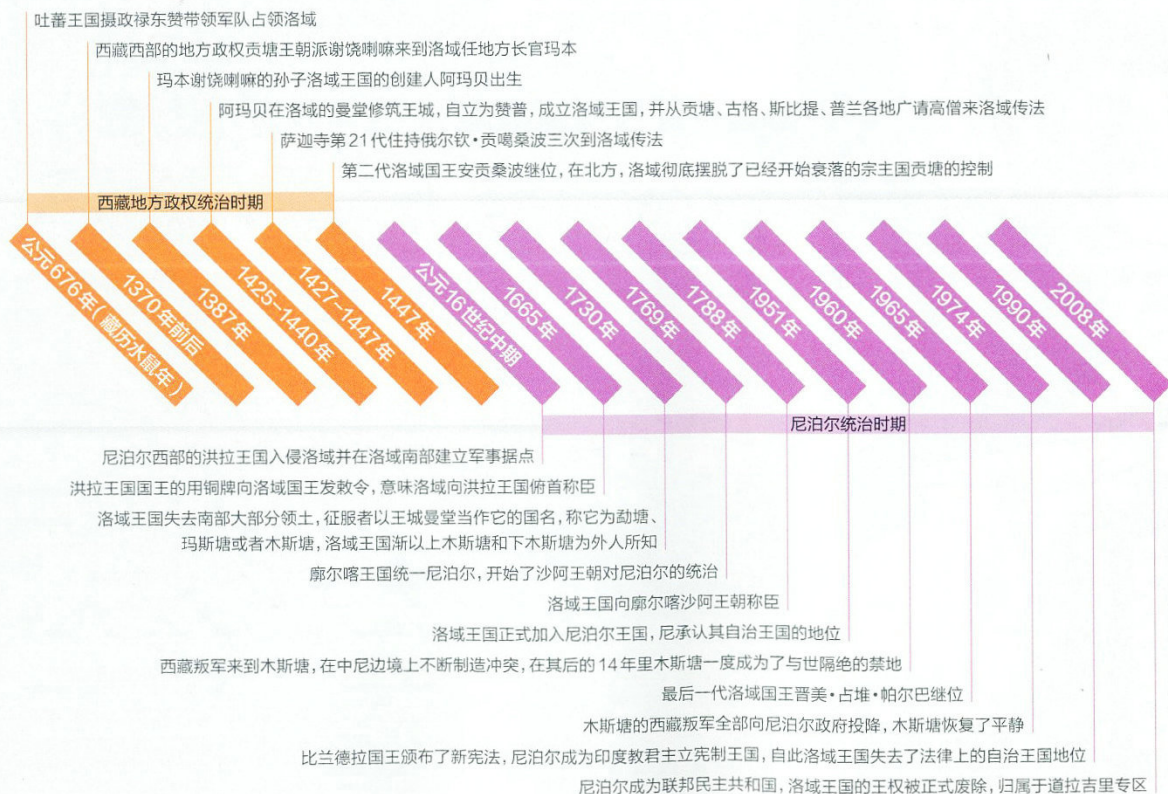 吐蕃王国摄政禄东赞带领军队占领洛域
西藏西部的地方政权贡塘王朝派谢饶喇嘛来到洛域任地方长官玛本
玛本谢饶喇嘛的孙子洛域王国的创建人阿玛贝出生
阿玛贝在洛域的曼堂修筑王城，自立为赞普，成立洛域王国，并从贡塘、古格、斯比提、普兰各地广请高僧来洛域传法
萨迦寺第21代住持俄尔钦·贡噶桑波三次到洛域传法
第二代洛域国王安贡桑波继位，在北方，洛域彻底摆脱了已经开始衰落的宗主国贡塘的控制
西藏地方政权统治时期
公元676年（藏历水鼠年）
1370年前后
1387年
1425–1440年
1427–1447年
1447年
公元16世纪中期
1665年
1730年
1769年
1788年
1951年
1960年
1965年
1974年
1990年
2008年
尼泊尔统治时期
尼泊尔西部的洪拉王国入侵洛域并在洛域南部建立军事据点
洪拉王国国王的用铜牌向洛域国王发敕令，意味洛域向洪拉王国俯首称臣
洛域王国失去南部大部分领土，征服者以王城曼堂当作它的国名，称它为勐塘、
玛斯塘或者木斯塘，洛域王国渐以上木斯塘和下木斯塘为外人所知
廓尔喀王国统一尼泊尔，开始了沙阿王朝对尼泊尔的统治
洛域王国向廓尔喀沙阿王朝称臣
洛域王国正式加入尼泊尔王国，尼承认其自治王国的地位
西藏叛军来到木斯塘，在中尼边境上不断制造冲突，在其后的14年里木斯塘一度成为了与世隔绝的禁地
最后一代洛域国王晋美·占堆·帕尔巴继位
木斯塘的西藏叛军全部向尼泊尔政府投降，木斯塘恢复了平静
比兰德拉国王颁布了新宪法，尼泊尔成为印度教君主立宪制王国，自此洛域王国失去了法律上的自治王国地位
尼泊尔成为联邦民主共和国，洛域王国的王权被正式废除，归属于道拉吉里专区